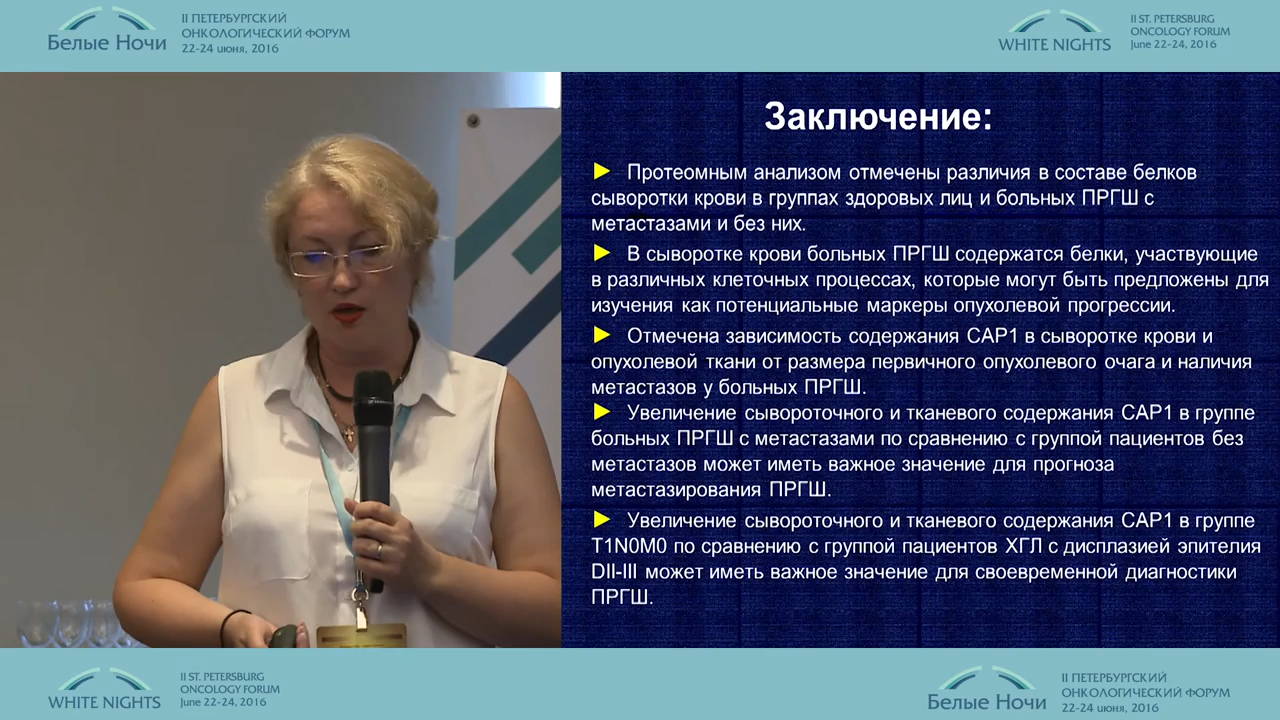 II ПЕТЕРБУРГСКИЙ
ОНКОЛОГИЧЕСКИЙ ФОРУМ
22-24 июня, 2016
Белые Ночи
WHITE NIGHTS
II ST. PETERSBURG
ONCOLOGY FORUM
June 22-24, 2016
Заключение:
Протеомным анализом отмечены различия в составе белков
сыворотки крови в группах здоровых лиц и больных ПРГШ с
метастазами и без них.
В сыворотке крови больных ПРГШ содержатся белки, участвующие
в различных клеточных процессах, которые могут быть предложены для
изучения как потенциальные маркеры опухолевой прогрессии.
Отмечена зависимость содержания САР1 в сыворотке крови и
опухолевой ткани от размера первичного опухолевого очага и наличия
метастазов у больных ПРГШ.
Увеличение сывороточного и тканевого содержания САР1 в группе
больных ПРГШ с метастазами по сравнению с группой пациентов без
метастазов может иметь важное значение для прогноза
метастазирования ПРГШ.
Увеличение сывороточного и тканевого содержания САР1 в группе
T1N0M0 по сравнению с группой пациентов ХГЛ с дисплазией эпителия
DII-III может иметь важное значение для своевременной диагностики
ПРГШ.
WHITE NIGHTS
II ST. PETERSBURG
ONCOLOGY FORUM
June 22-24, 2016
Белые Ночи
II ПЕТЕРБУРГСКИЙ
ОНКОЛОГИЧЕСКИЙ ФОРУМ
22-24 июня, 2016